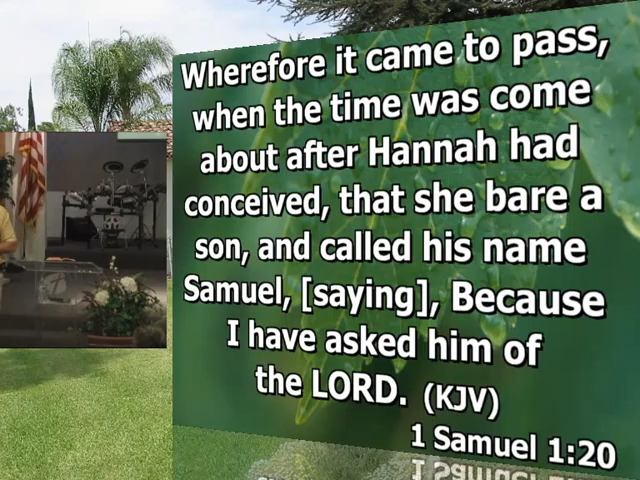 Wherefore it came to pass,
when the time was come
about after Hannah had
conceived, that she bare a
son, and called his name
Samuel, [saying], Because
I have asked him of
the LORD. (KJV)
1 Samuel 1:20